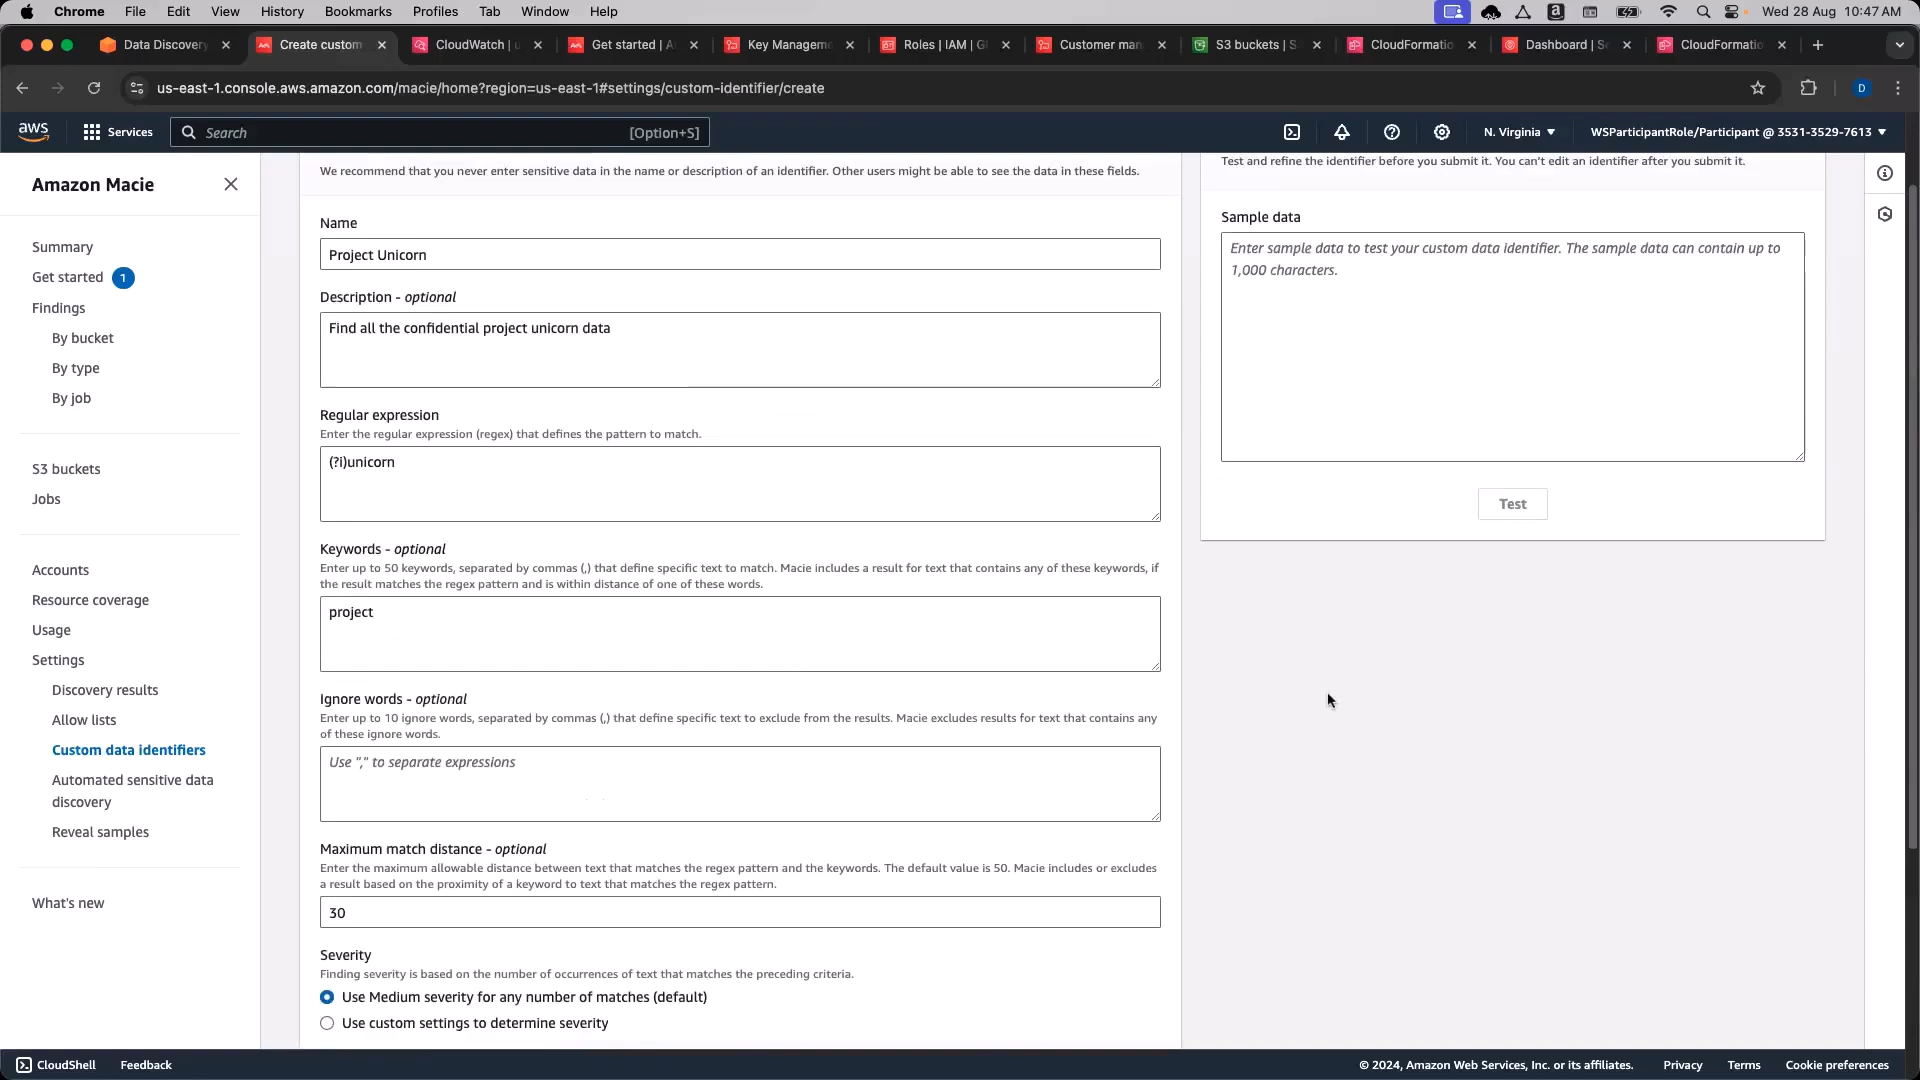 Chrome File Edit View History Bookmarks Profiles Tab Window Help
Wed 28 Aug 10:47 AM
Data Discovery
Create custom
CloudWatch | u
Get started | A
Key Managem
Roles | IAM | Gl
Customer man
S3 buckets | S
CloudFormatio
Dashboard | Se
CloudFormatio
us-east-1.console.aws.amazon.com/macie/home?region=us-east-1#settings/custom-identifier/create
D
aws
Services
Search
[Option+S]
N. Virginia
WSParticipantRole/Participant @ 3531-3529-7613
Amazon Macie
Summary
Get started 1
Findings
By bucket
By type
By job
S3 buckets
Jobs
Accounts
Resource coverage
Usage
Settings
Discovery results
Allow lists
Custom data identifiers
Automated sensitive data
discovery
Reveal samples
What's new
We recommend that you never enter sensitive data in the name or description of an identifier. Other users might be able to see the data in these fields.
Name
Project Unicorn
Description - optional
Find all the confidential project unicorn data
Regular expression
Enter the regular expression (regex) that defines the pattern to match.
(?i)unicorn
Keywords - optional
Enter up to 50 keywords, separated by commas (,) that define specific text to match. Macie includes a result for text that contains any of these keywords, if
the result matches the regex pattern and is within distance of one of these words.
project
Ignore words - optional
Enter up to 10 ignore words, separated by commas (,) that define specific text to exclude from the results. Macie excludes results for text that contains any
of these ignore words.
Use "," to separate expressions
Maximum match distance - optional
Enter the maximum allowable distance between text that matches the regex pattern and the keywords. The default value is 50. Macie includes or excludes
a result based on the proximity of a keyword to text that matches the regex pattern.
30
Severity
Finding severity is based on the number of occurrences of text that matches the preceding criteria.
Use Medium severity for any number of matches (default)
Use custom settings to determine severity
Test and refine the identifier before you submit it. You can't edit an identifier after you submit it.
Sample data
Enter sample data to test your custom data identifier. The sample data can contain up to
1,000 characters.
Test
CloudShell
Feedback
© 2024, Amazon Web Services, Inc. or its affiliates.
Privacy
Terms
Cookie preferences